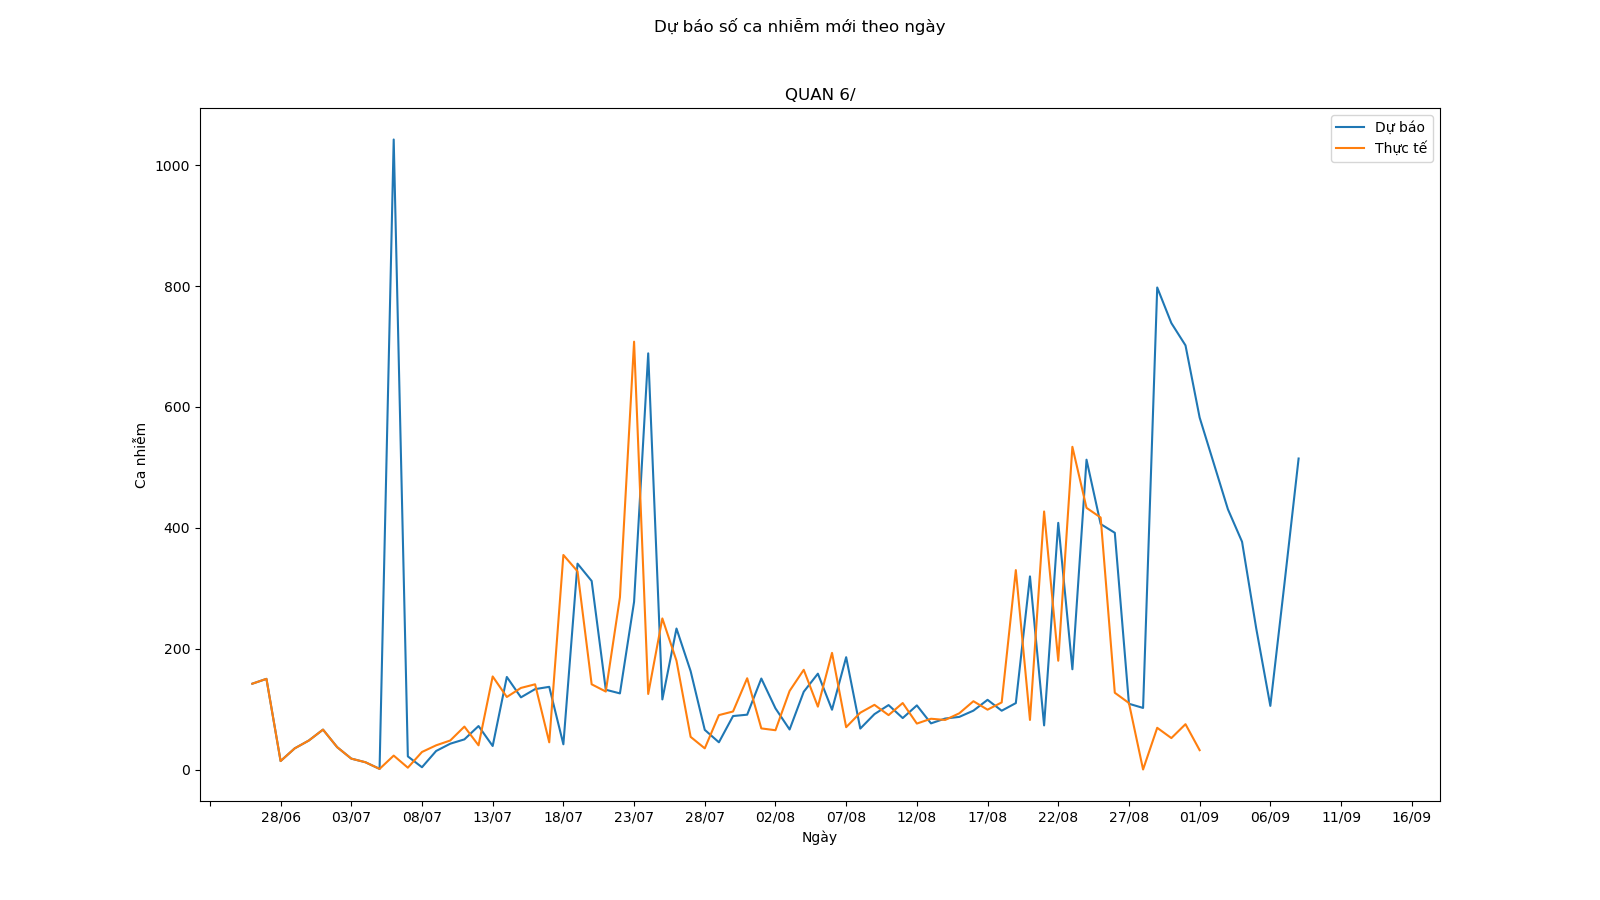 Dự báo số ca nhiễm mới theo ngày
QUAN 6/
Dự báo
Thực tế
1000
800
600
400
200
0
Ca nhiễm
28/06 03/07 08/07 13/07 18/07 23/07 28/07 02/08 07/08 12/08 17/08 22/08 27/08 01/09 06/09 11/09 16/09
Ngày